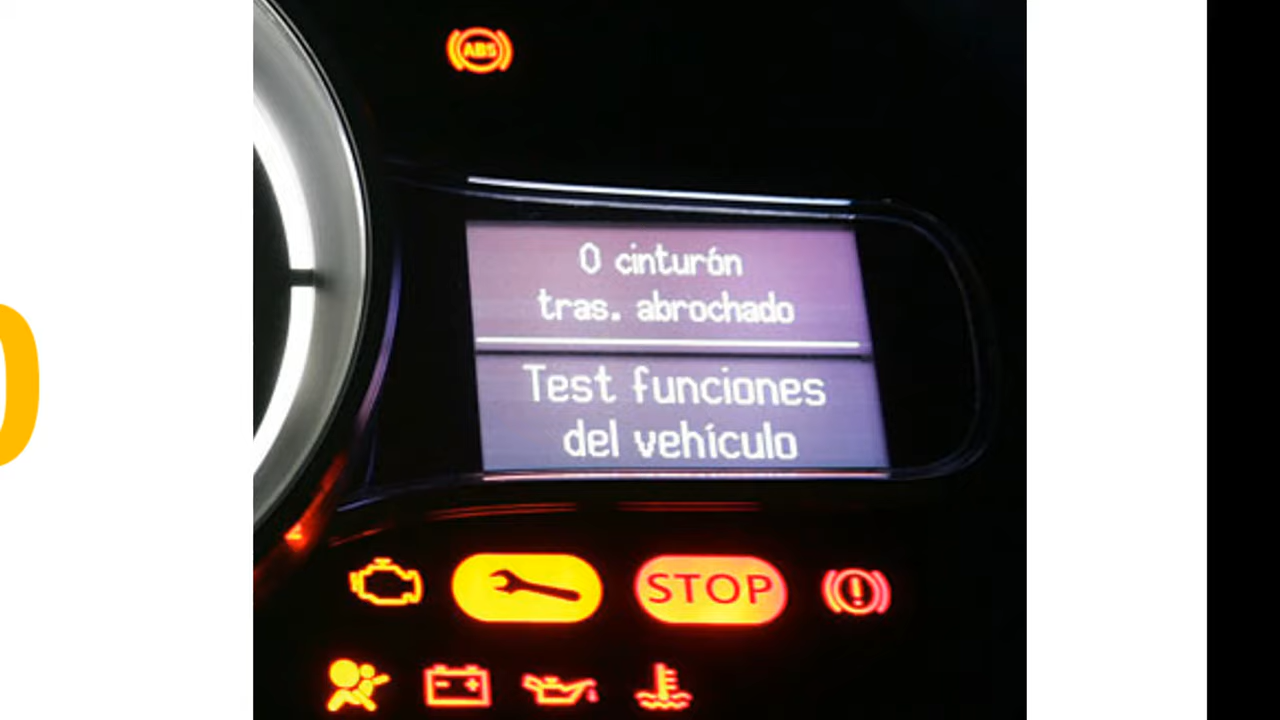 ABS
0 cinturón
tras. abrochado
Test funciones
del vehículo
STOP